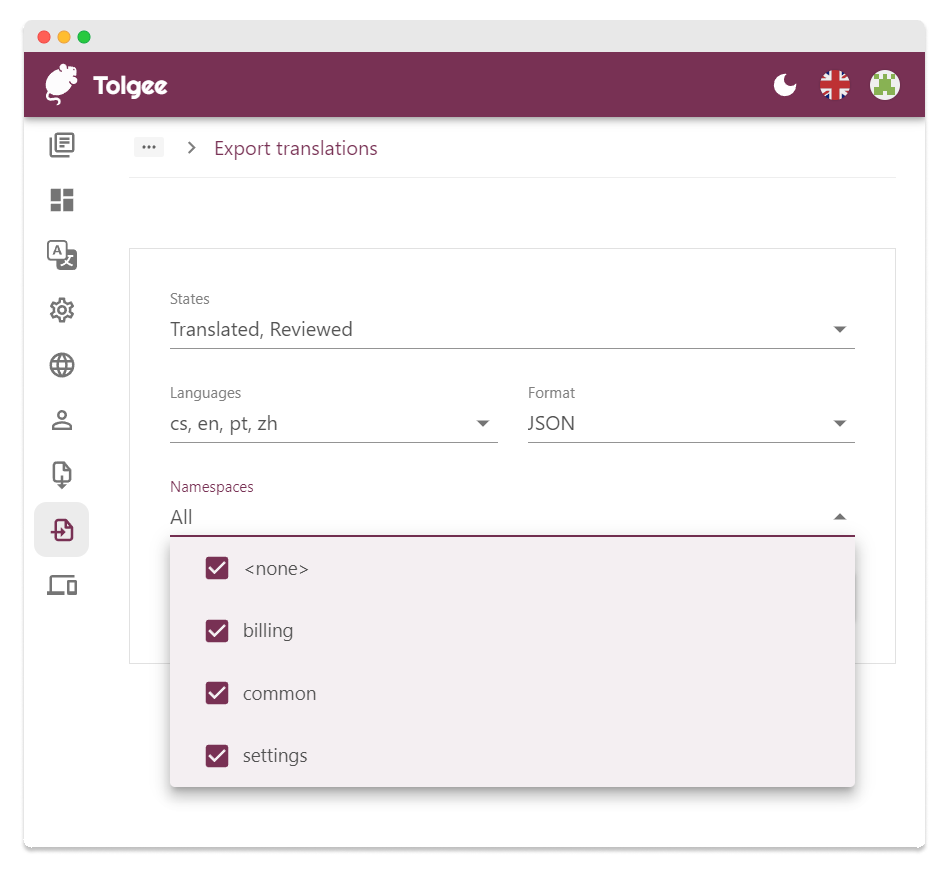 Tolgee
... > Export translations
States
Translated, Reviewed
Languages
Format
cs, en, pt, zh
JSON
Namespaces
All
<none>
billing
common
settings